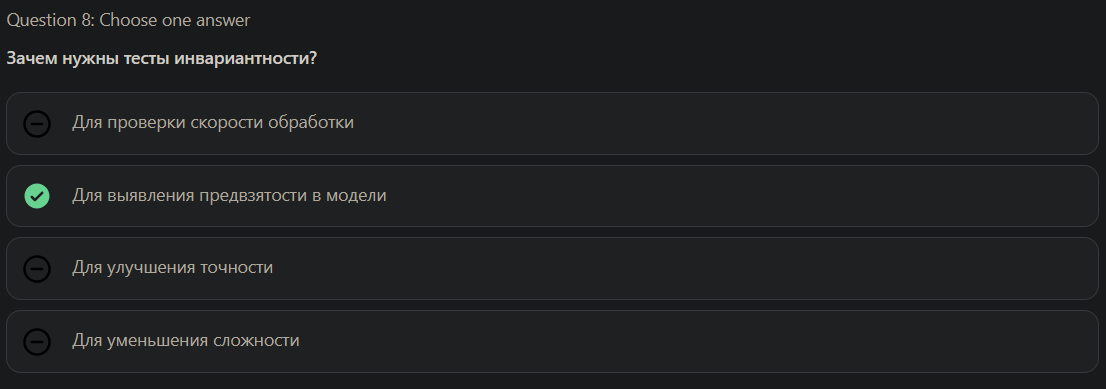 Question 8: Choose one answer
Зачем нужны тесты инвариантности?
Для проверки скорости обработки
Для выявления предвзятости в модели
Для улучшения точности
Для уменьшения сложности